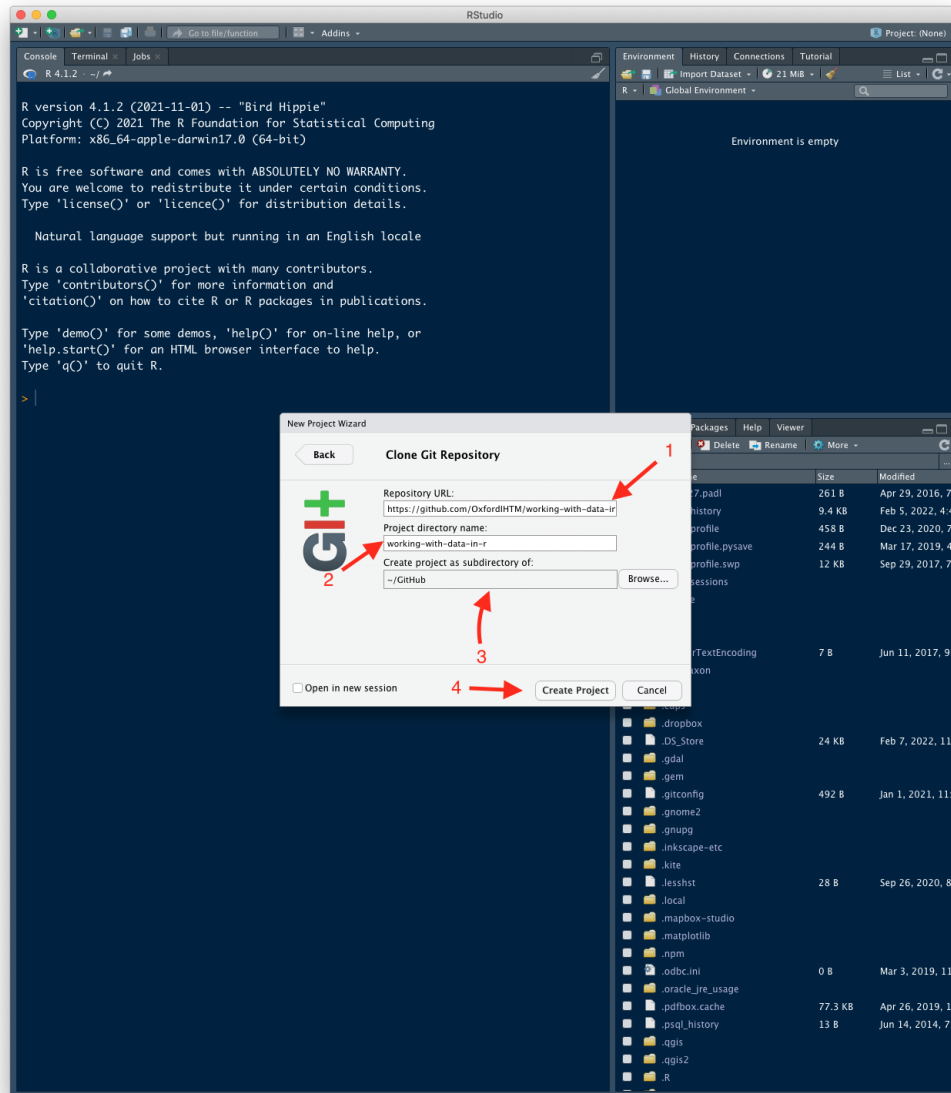 RStudio
Go to file/function
Addins
Project: (None)
Console Terminal Jobs
R 4.1.2 · ~/
R version 4.1.2 (2021-11-01) -- "Bird Hippie"
Copyright (C) 2021 The R Foundation for Statistical Computing
Platform: x86_64-apple-darwin17.0 (64-bit)
R is free software and comes with ABSOLUTELY NO WARRANTY.
You are welcome to redistribute it under certain conditions.
Type 'license()' or 'licence()' for distribution details.
Natural language support but running in an English locale
R is a collaborative project with many contributors.
Type 'contributors()' for more information and
'citation()' on how to cite R or R packages in publications.
Type 'demo()' for some demos, 'help()' for on-line help, or
'help.start()' for an HTML browser interface to help.
Type 'q()' to quit R.
>
Environment History Connections Tutorial
Import Dataset 21 MiB List
R Global Environment
Environment is empty
New Project Wizard
Back
Clone Git Repository
git
Repository URL:
https://github.com/OxfordIHTM/working-with-data-ir
1
Project directory name:
working-with-data-in-r
2
Create project as subdirectory of:
~/GitHub
Browse...
3
Open in new session
4
Create Project
Cancel
Packages Help Viewer
Delete Rename More
e Size Modified
7.padl 261 B Apr 29, 2016, 7
history 9.4 KB Feb 5, 2022, 4:4
profile 458 B Dec 23, 2020, 7
profile.pysave 244 B Mar 17, 2019, 4
profile.swp 12 KB Sep 29, 2017, 7
sessions
rTextEncoding 7 B Jun 11, 2017, 9
.dropbox
.DS_Store 24 KB Feb 7, 2022, 11
.gdal
.gem
.gitconfig 492 B Jan 1, 2021, 11:
.gnome2
.gnupg
.inkscape-etc
.kite
.lesshst 28 B Sep 26, 2020, 8
.local
.mapbox-studio
.matplotlib
.npm
.odbc.ini 0 B Mar 3, 2019, 11
.oracle_jre_usage
.pdfbox.cache 77.3 KB Apr 26, 2019, 1
.psql_history 13 B Jun 14, 2014, 7
.qgis
.qgis2
.R